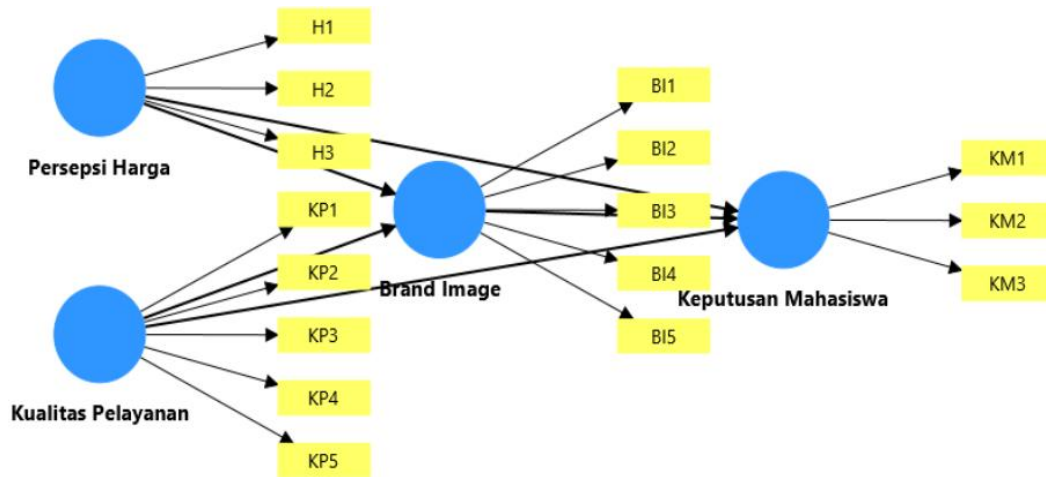 H1
H2
H3
Persepsi Harga
KP1
KP2
KP3
KP4
KP5
Kualitas Pelayanan
BI1
BI2
BI3
BI4
BI5
Brand Image
KM1
KM2
KM3
Keputusan Mahasiswa